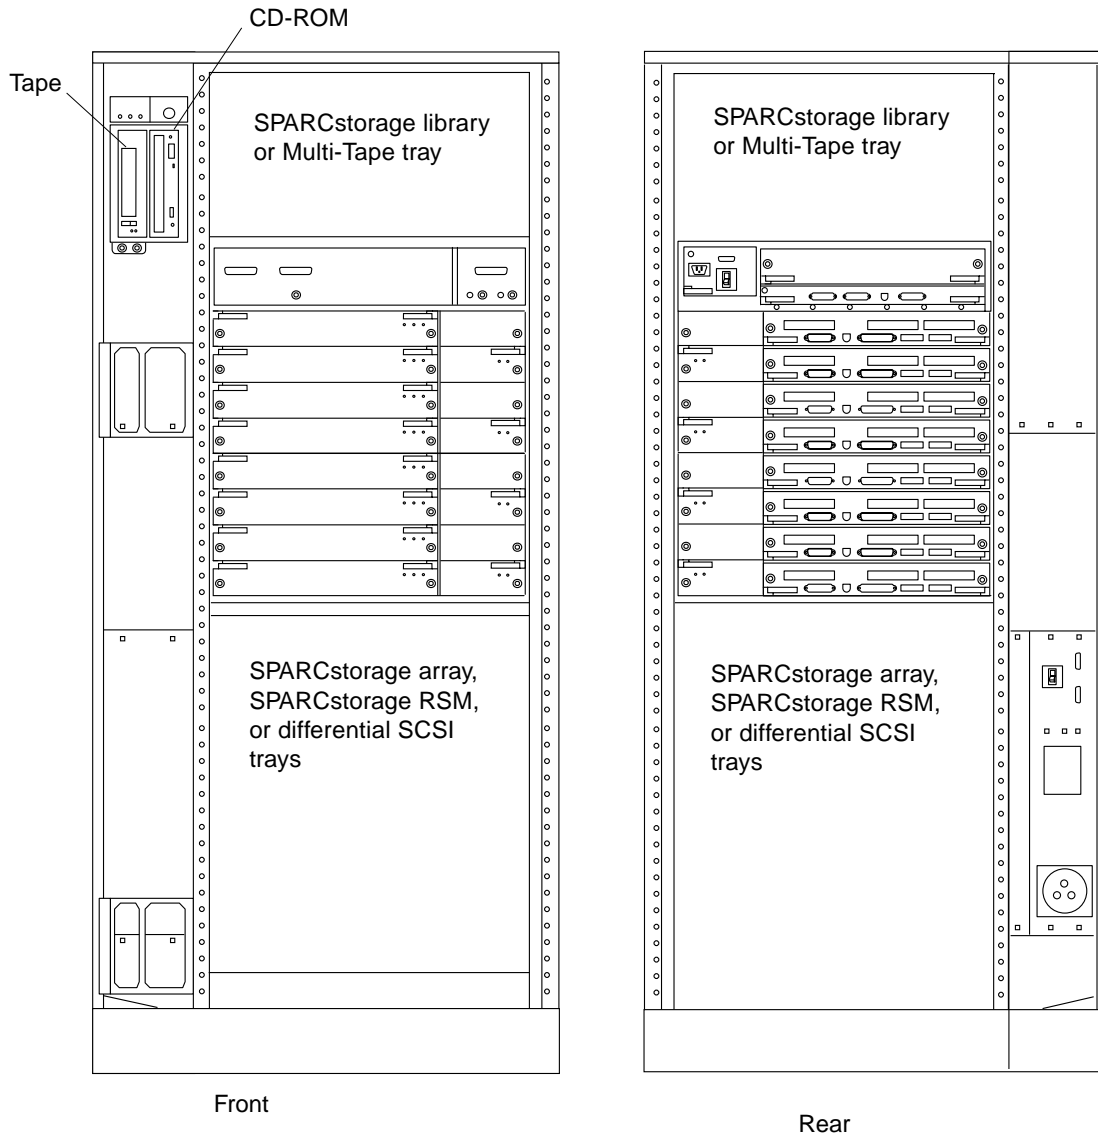 CD-ROM
Tape
SPARCstorage library
or Multi-Tape tray
SPARCstorage array,
SPARCstorage RSM,
or differential SCSI
trays
Front
SPARCstorage library
or Multi-Tape tray
SPARCstorage array,
SPARCstorage RSM,
or differential SCSI
trays
Rear